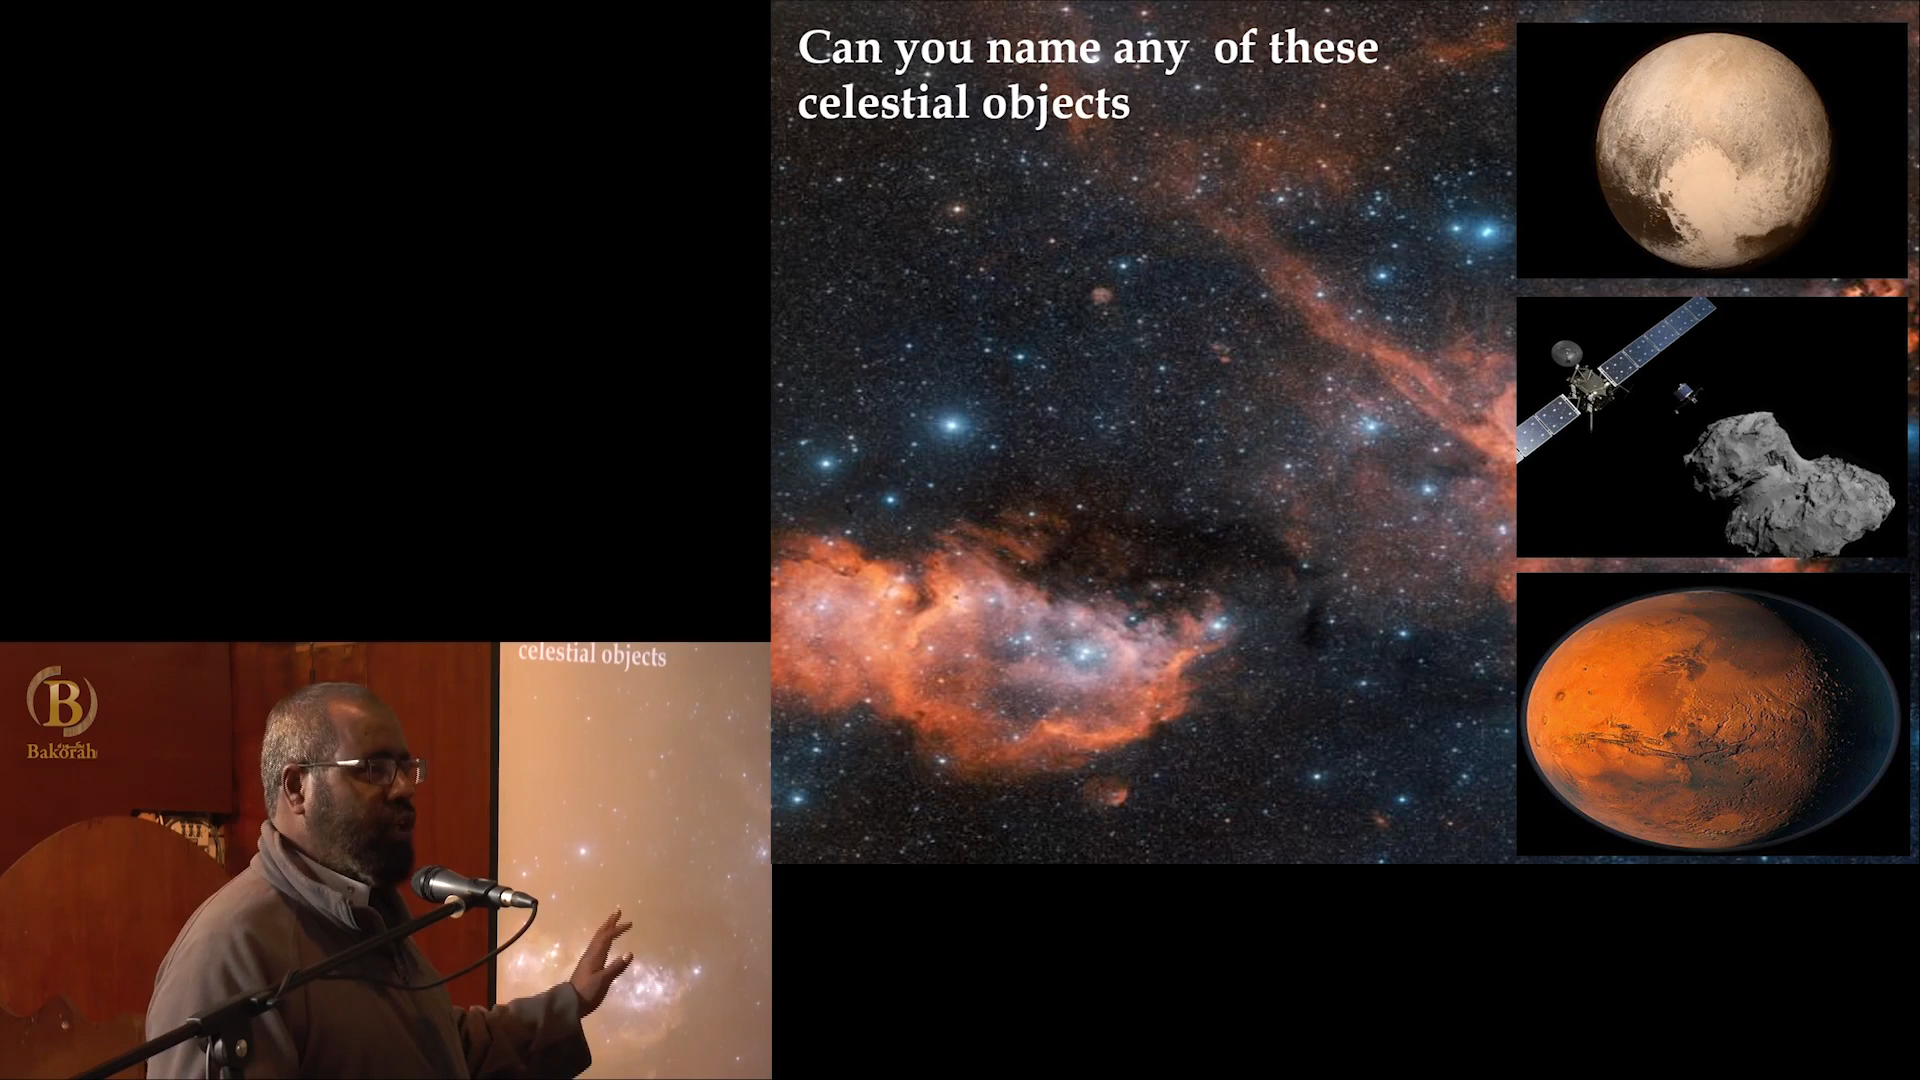 Can you name any  of these
celestial objects
celestial objects
B
Bakorah